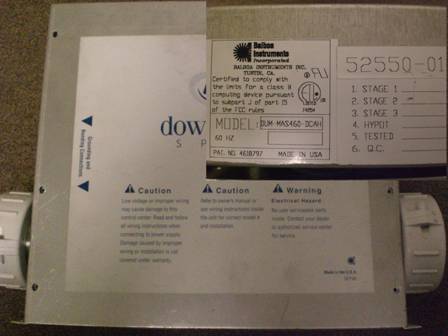 Balboa
Instruments
Incorporated
BALBOA INSTRUMENTS INC.
TUSTIN, CA.
Certified to comply with
the limits for a class B
computing device pursuant
to subpart J of part 15
of the FCC rules
MODEL: DUM-MAS460-DCAH
60 HZ
PAT. NO. 4618797 MADE IN USA
52550-01
1. STAGE 1
2. STAGE 2
3. STAGE 3
4. HYPOT
5. TESTED
6. Q.C.
dow
S P
Grounding and
Bonding Connections
Caution
Low voltage or improper wiring
may cause damage to this
control center. Read and follow
all wiring instructions when
connecting to power supply.
Damage caused by improper
wiring or installation is not
covered under warranty.
Caution
Refer to owner's manual or
see wiring instructions inside
the unit for correct model #
and installation.
Warning
Electrical Hazard
No user serviceable parts
inside. Contact your dealer
or authorized service center
for service.
Made in the U.S.A.